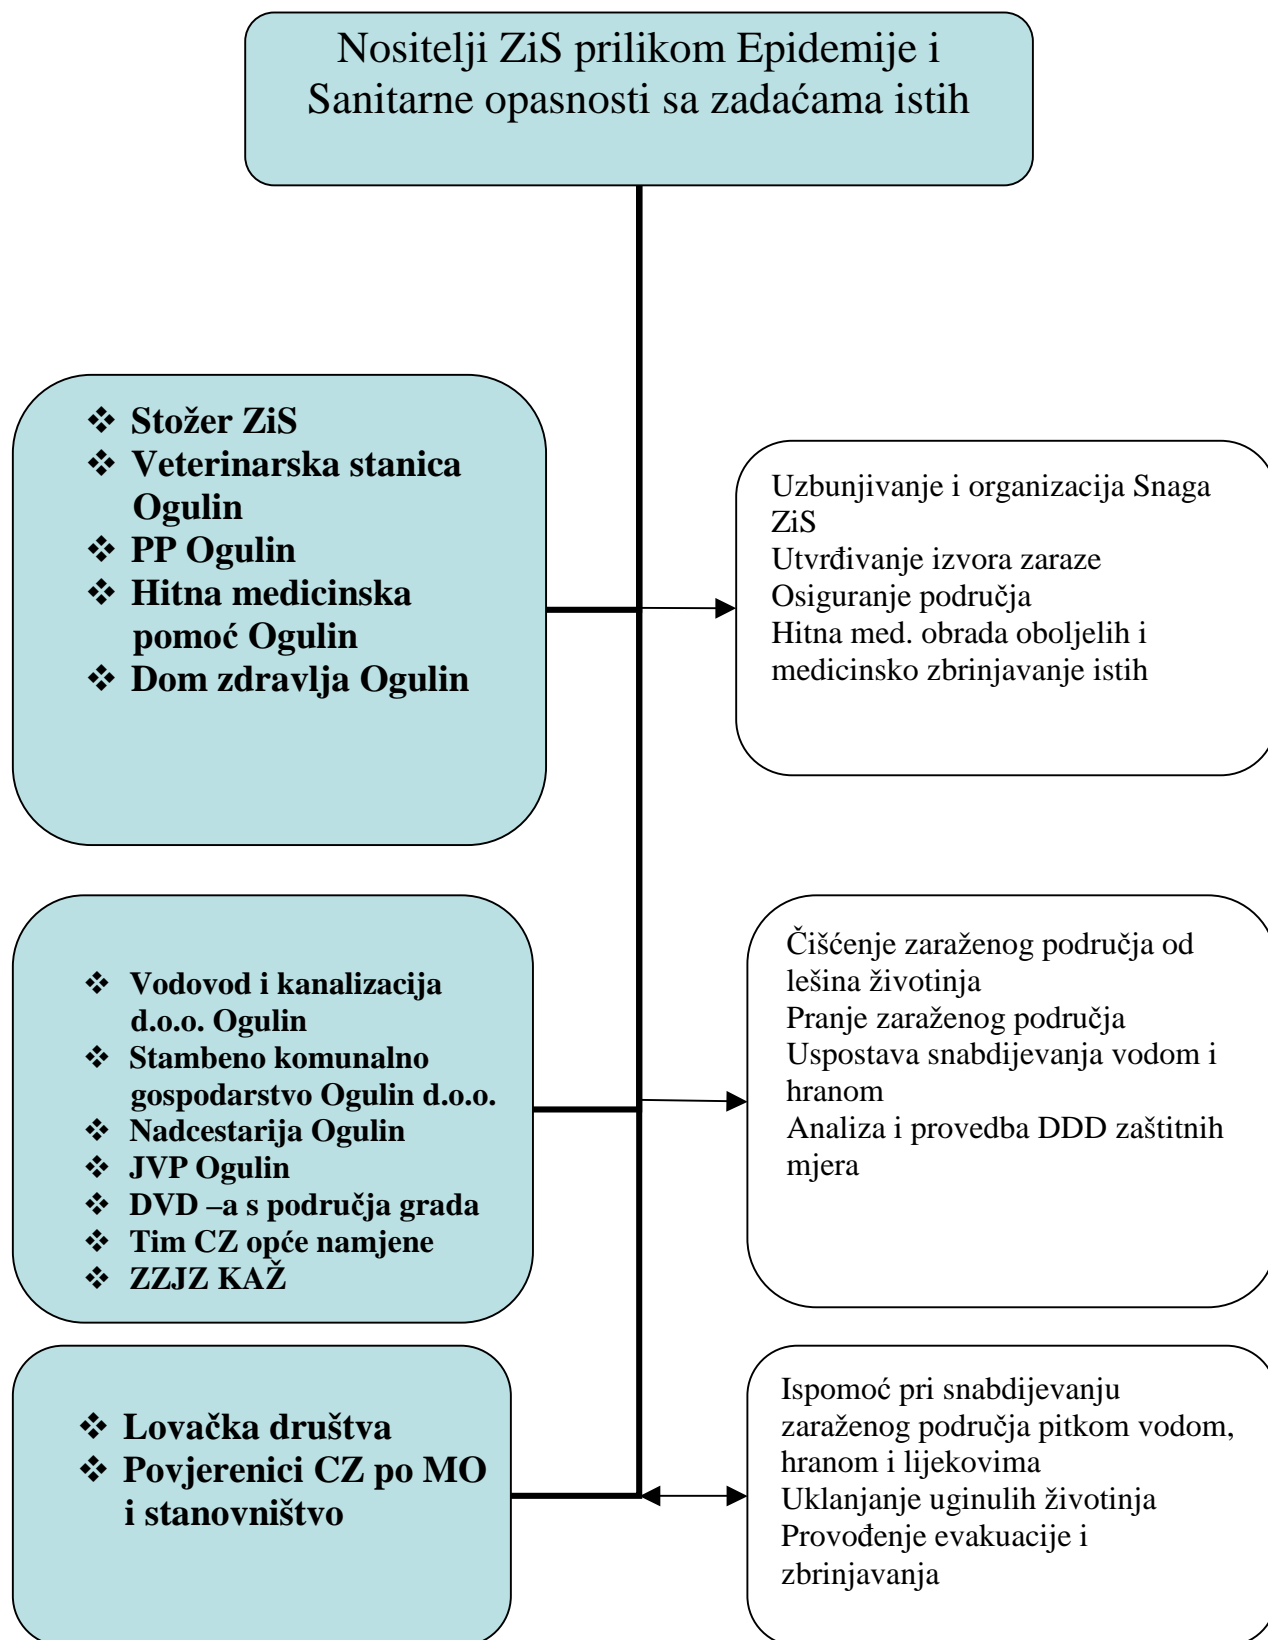 Nositelji ZiS prilikom Epidemije i
Sanitarne opasnosti sa zadaćama istih
❖ Stožer ZiS
❖ Veterinarska stanica
Ogulin
❖ PP Ogulin
❖ Hitna medicinska
pomoć Ogulin
❖ Dom zdravlja Ogulin
Uzbunjivanje i organizacija Snaga
ZiS
Utvrđivanje izvora zaraze
Osiguranje područja
Hitna med. obrada oboljelih i
medicinsko zbrinjavanje istih
❖ Vodovod i kanalizacija
d.o.o. Ogulin
❖ Stambeno komunalno
gospodarstvo Ogulin d.o.o.
❖ Nadcestarija Ogulin
❖ JVP Ogulin
❖ DVD –a s područja grada
❖ Tim CZ opće namjene
❖ ZZJZ KAŽ
Čišćenje zaraženog područja od
lešina životinja
Pranje zaraženog područja
Uspostava snabdijevanja vodom i
hranom
Analiza i provedba DDD zaštitnih
mjera
❖ Lovačka društva
❖ Povjerenici CZ po MO
i stanovništvo
Ispomoć pri snabdijevanju
zaraženog područja pitkom vodom,
hranom i lijekovima
Uklanjanje uginulih životinja
Provođenje evakuacije i
zbrinjavanja